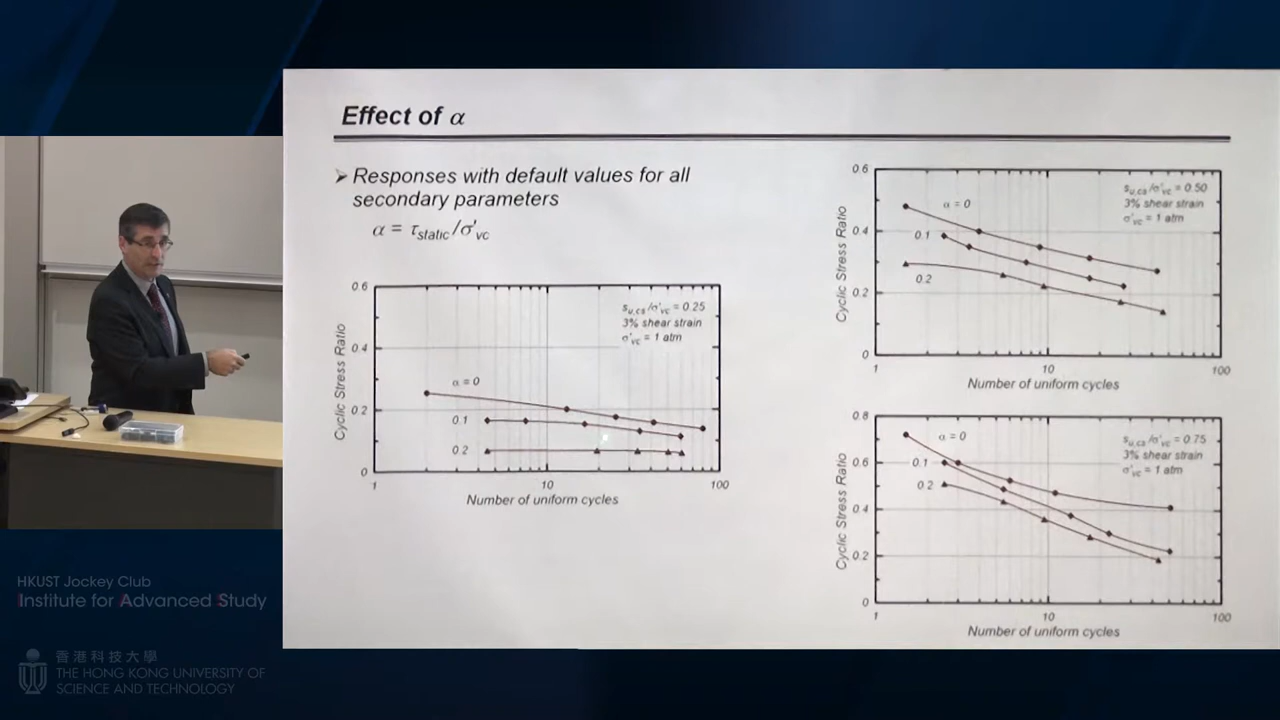 Effect of α
➢ Responses with default values for all
secondary parameters
α = τstatic/σ'vc
0.6
0.4
0.2
0
Cyclic Stress Ratio
su,cs/σ'vc = 0.25
3% shear strain
σ'vc = 1 atm
α = 0
0.1
0.2
1
10
100
Number of uniform cycles
0.6
0.4
0.2
0
Cyclic Stress Ratio
su,cs/σ'vc = 0.50
3% shear strain
σ'vc = 1 atm
α = 0
0.1
0.2
1
10
100
Number of uniform cycles
0.8
0.6
0.4
0.2
0
Cyclic Stress Ratio
su,cs/σ'vc = 0.75
3% shear strain
σ'vc = 1 atm
α = 0
0.1
0.2
1
10
100
Number of uniform cycles
HKUST Jockey Club
Institute for Advanced Study
香港科技大學
THE HONG KONG UNIVERSITY OF
SCIENCE AND TECHNOLOGY